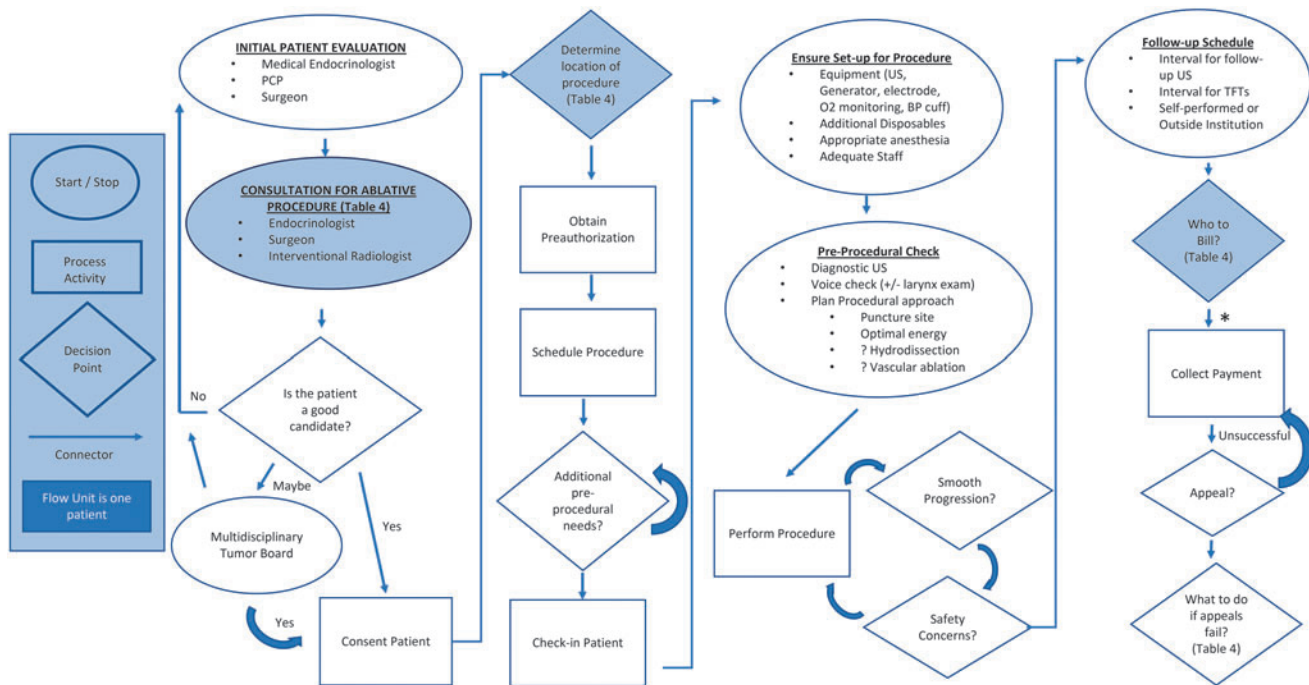 Start / Stop
Process
Activity
Decision
Point
Connector
Flow Unit is one
patient
INITIAL PATIENT EVALUATION
• Medical Endocrinologist
• PCP
• Surgeon
CONSULTATION FOR ABLATIVE
PROCEDURE (Table 4)
• Endocrinologist
• Surgeon
• Interventional Radiologist
Is the patient
a good
candidate?
No
Maybe
Yes
Multidisciplinary
Tumor Board
Yes
Consent Patient
Determine
location of
procedure
(Table 4)
Obtain
Preauthorization
Schedule Procedure
Additional
pre-
procedural
needs?
Check-in Patient
Ensure Set-up for Procedure
• Equipment (US,
Generator, electrode,
O2 monitoring, BP cuff)
• Additional Disposables
• Appropriate anesthesia
• Adequate Staff
Pre-Procedural Check
• Diagnostic US
• Voice check (+/- larynx exam)
• Plan Procedural approach
• Puncture site
• Optimal energy
• ? Hydrodissection
• ? Vascular ablation
Perform Procedure
Smooth
Progression?
Safety
Concerns?
Follow-up Schedule
• Interval for follow-
up US
• Interval for TFTs
• Self-performed or
Outside Institution
Who to
Bill?
(Table 4)
*
Collect Payment
Unsuccessful
Appeal?
What to do
if appeals
fail?
(Table 4)